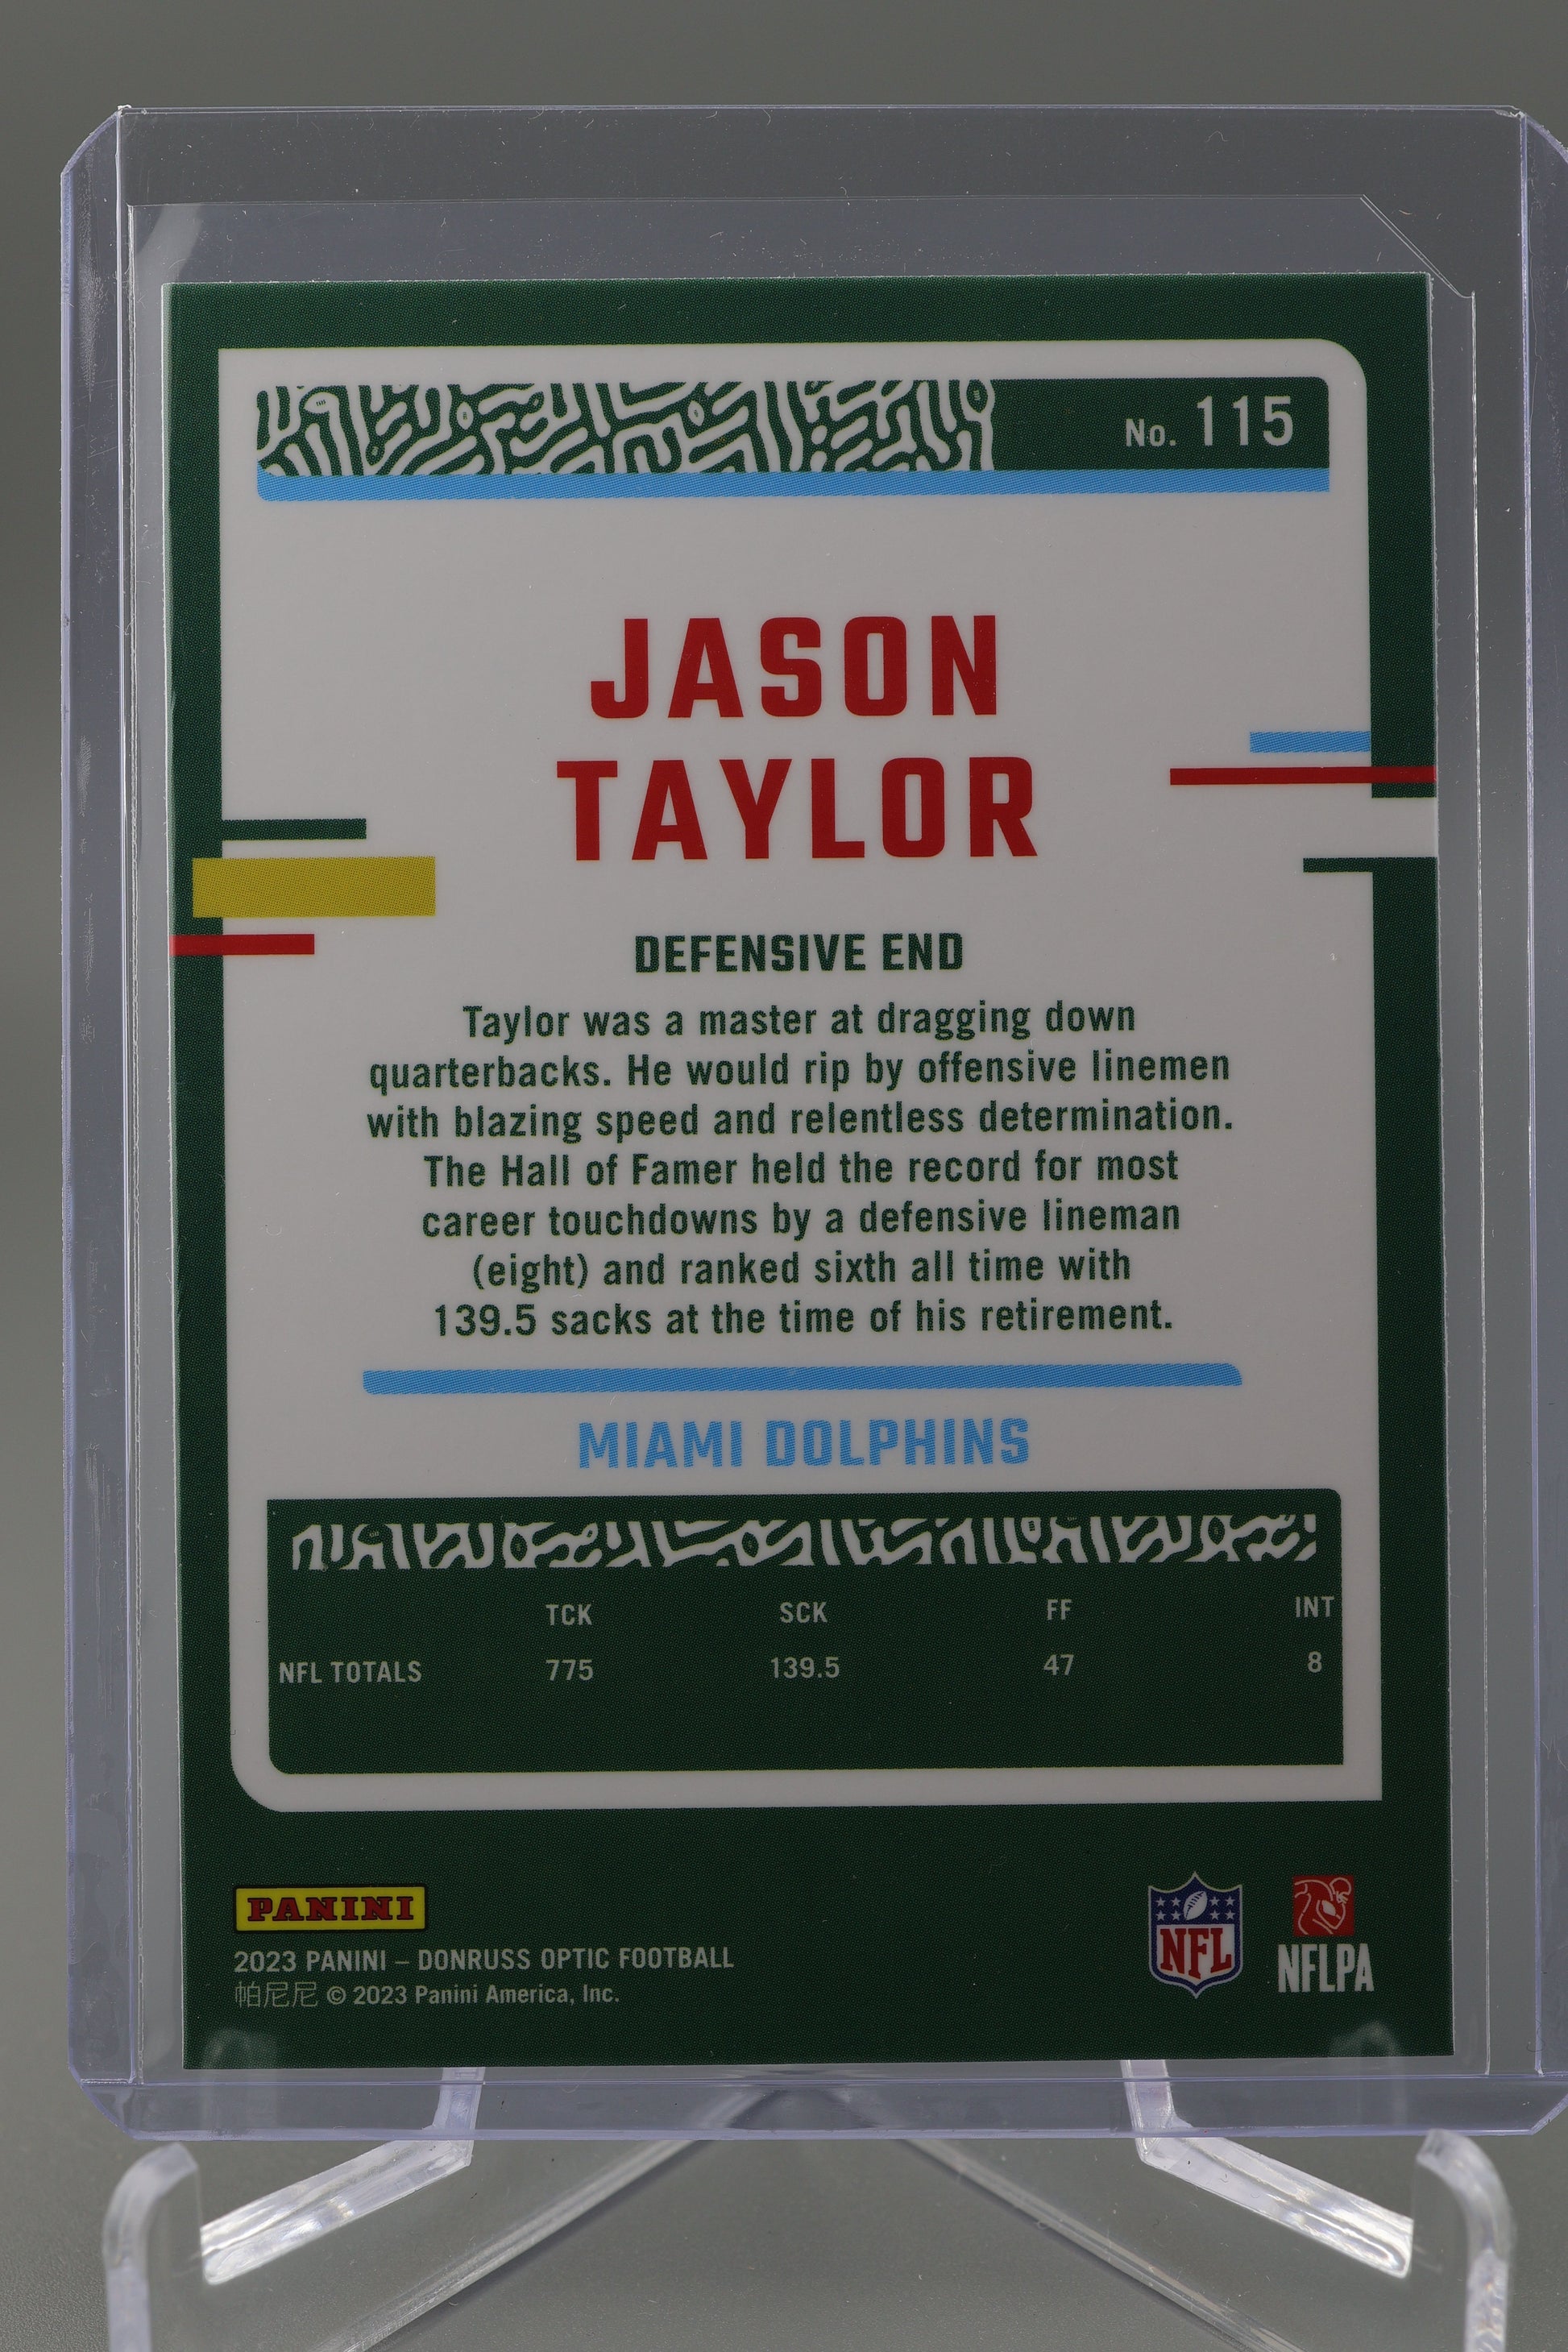 No. 115
JASON
TAYLOR
DEFENSIVE END
Taylor was a master at dragging down
quarterbacks. He would rip by offensive linemen
with blazing speed and relentless determination.
The Hall of Famer held the record for most
career touchdowns by a defensive lineman
(eight) and ranked sixth all time with
139.5 sacks at the time of his retirement.
MIAMI DOLPHINS
TCK SCK FF INT
NFL TOTALS 775 139.5 47 8
PANINI
2023 PANINI – DONRUSS OPTIC FOOTBALL
帕尼尼 © 2023 Panini America, Inc.
NFL
NFLPA